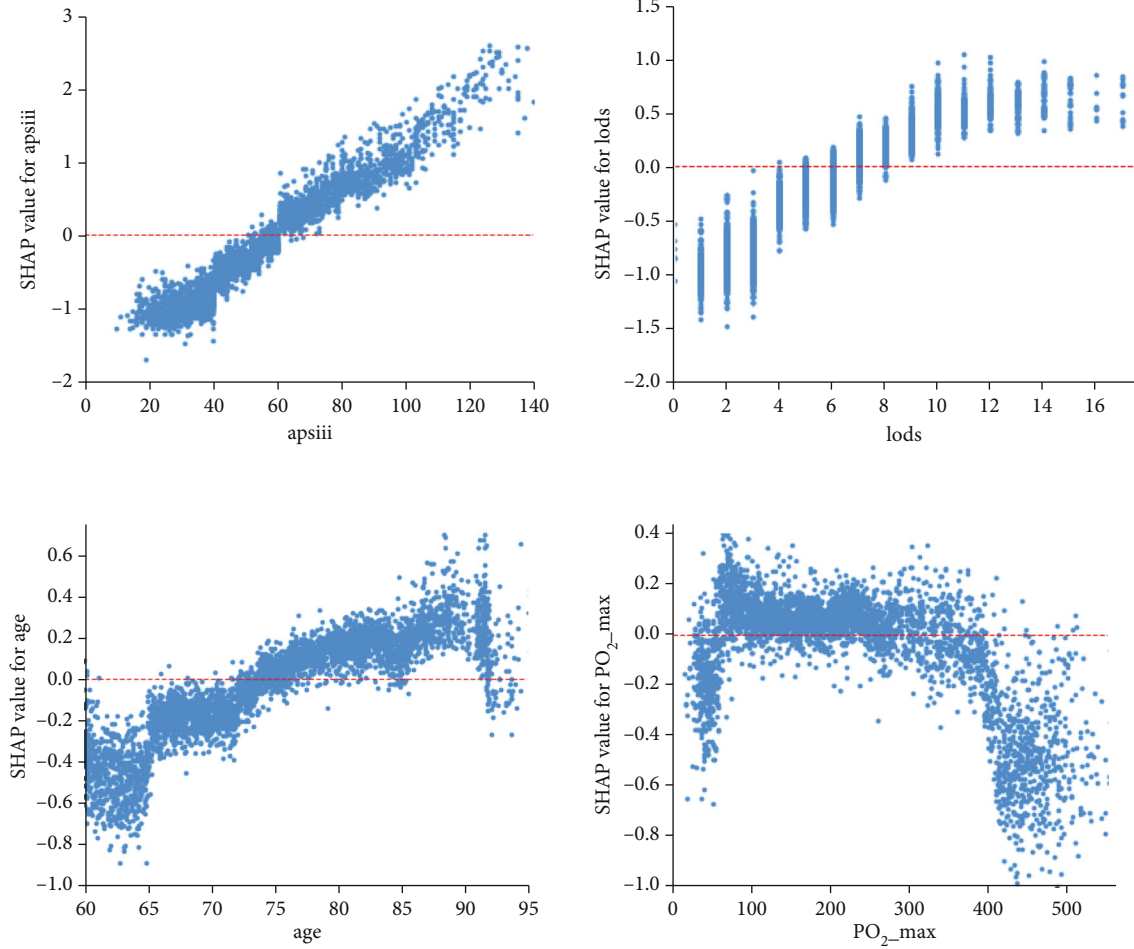 SHAP value for apsiii
3
2
1
0
−1
−2
0 20 40 60 80 100 120 140
apsiii
SHAP value for lods
1.5
1.0
0.5
0.0
−0.5
−1.0
−1.5
−2.0
0 2 4 6 8 10 12 14 16
lods
SHAP value for age
0.6
0.4
0.2
0.0
−0.2
−0.4
−0.6
−0.8
−1.0
60 65 70 75 80 85 90 95
age
SHAP value for PO₂_max
0.4
0.2
0.0
−0.2
−0.4
−0.6
−0.8
−1.0
0 100 200 300 400 500
PO₂_max